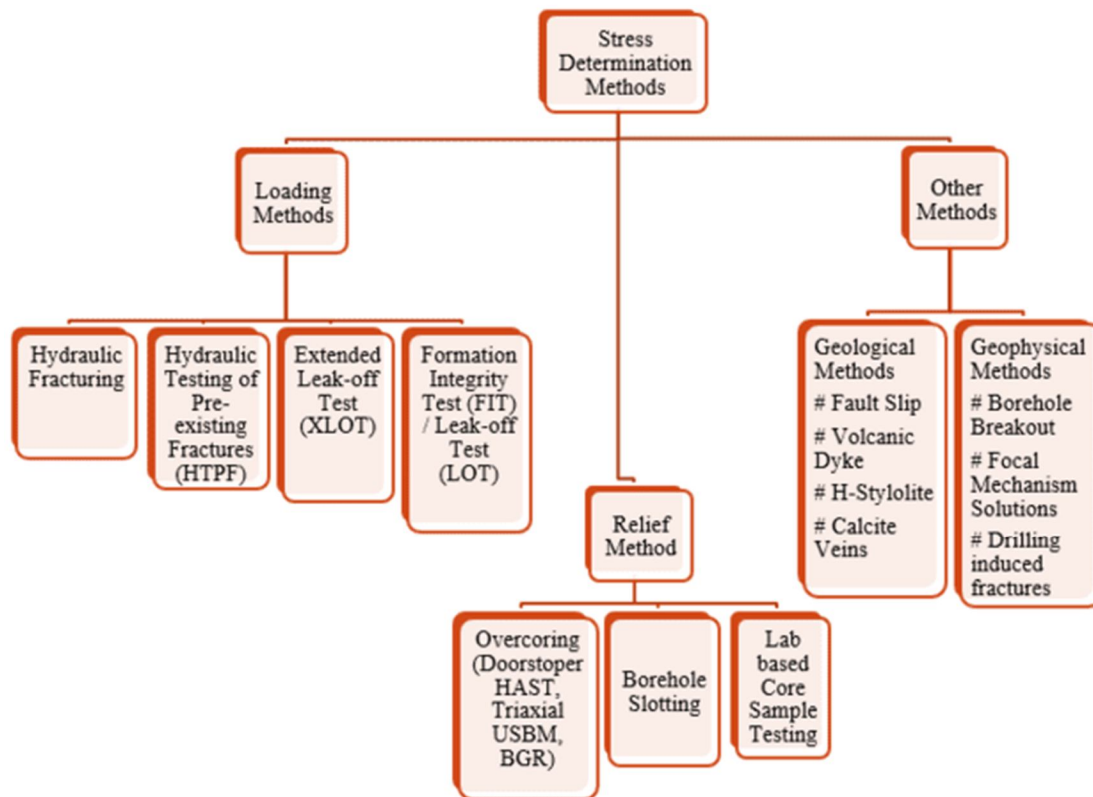 Stress
Determination
Methods
Loading
Methods
Other
Methods
Hydraulic
Fracturing
Hydraulic
Testing of
Pre-
existing
Fractures
(HTPF)
Extended
Leak-off
Test
(XLOT)
Formation
Integrity
Test (FIT)
/ Leak-off
Test
(LOT)
Geological
Methods
# Fault Slip
# Volcanic
Dyke
# H-Stylolite
# Calcite
Veins
Geophysical
Methods
# Borehole
Breakout
# Focal
Mechanism
Solutions
# Drilling
induced
fractures
Relief
Method
Overcoring
(Doorstoper
HAST,
Triaxial
USBM,
BGR)
Borehole
Slotting
Lab
based
Core
Sample
Testing